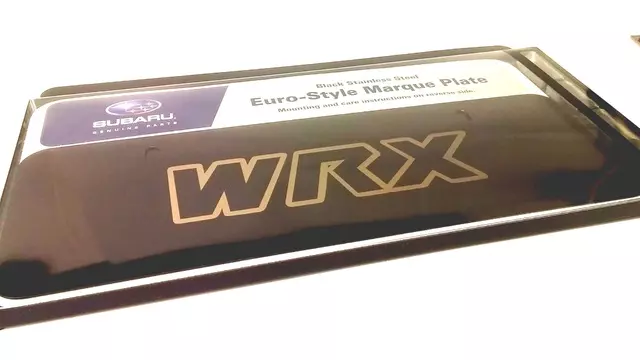 Black Stainless Steel
Euro-Style Marque Plate
Mounting and care instructions on reverse side.
SUBARU.
GENUINE PARTS
WRX